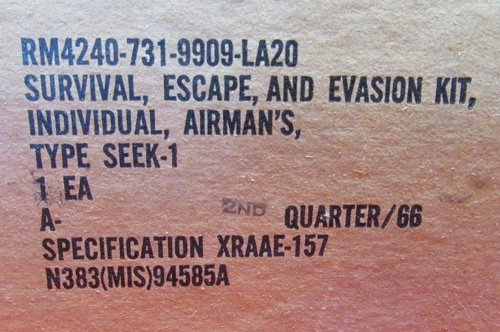 RM4240-731-9909-LA20
SURVIVAL, ESCAPE, AND EVASION KIT,
INDIVIDUAL, AIRMAN'S,
TYPE SEEK-1
1 EA
A- 2ND QUARTER/66
SPECIFICATION XRAAE-157
N383(MIS)94585A